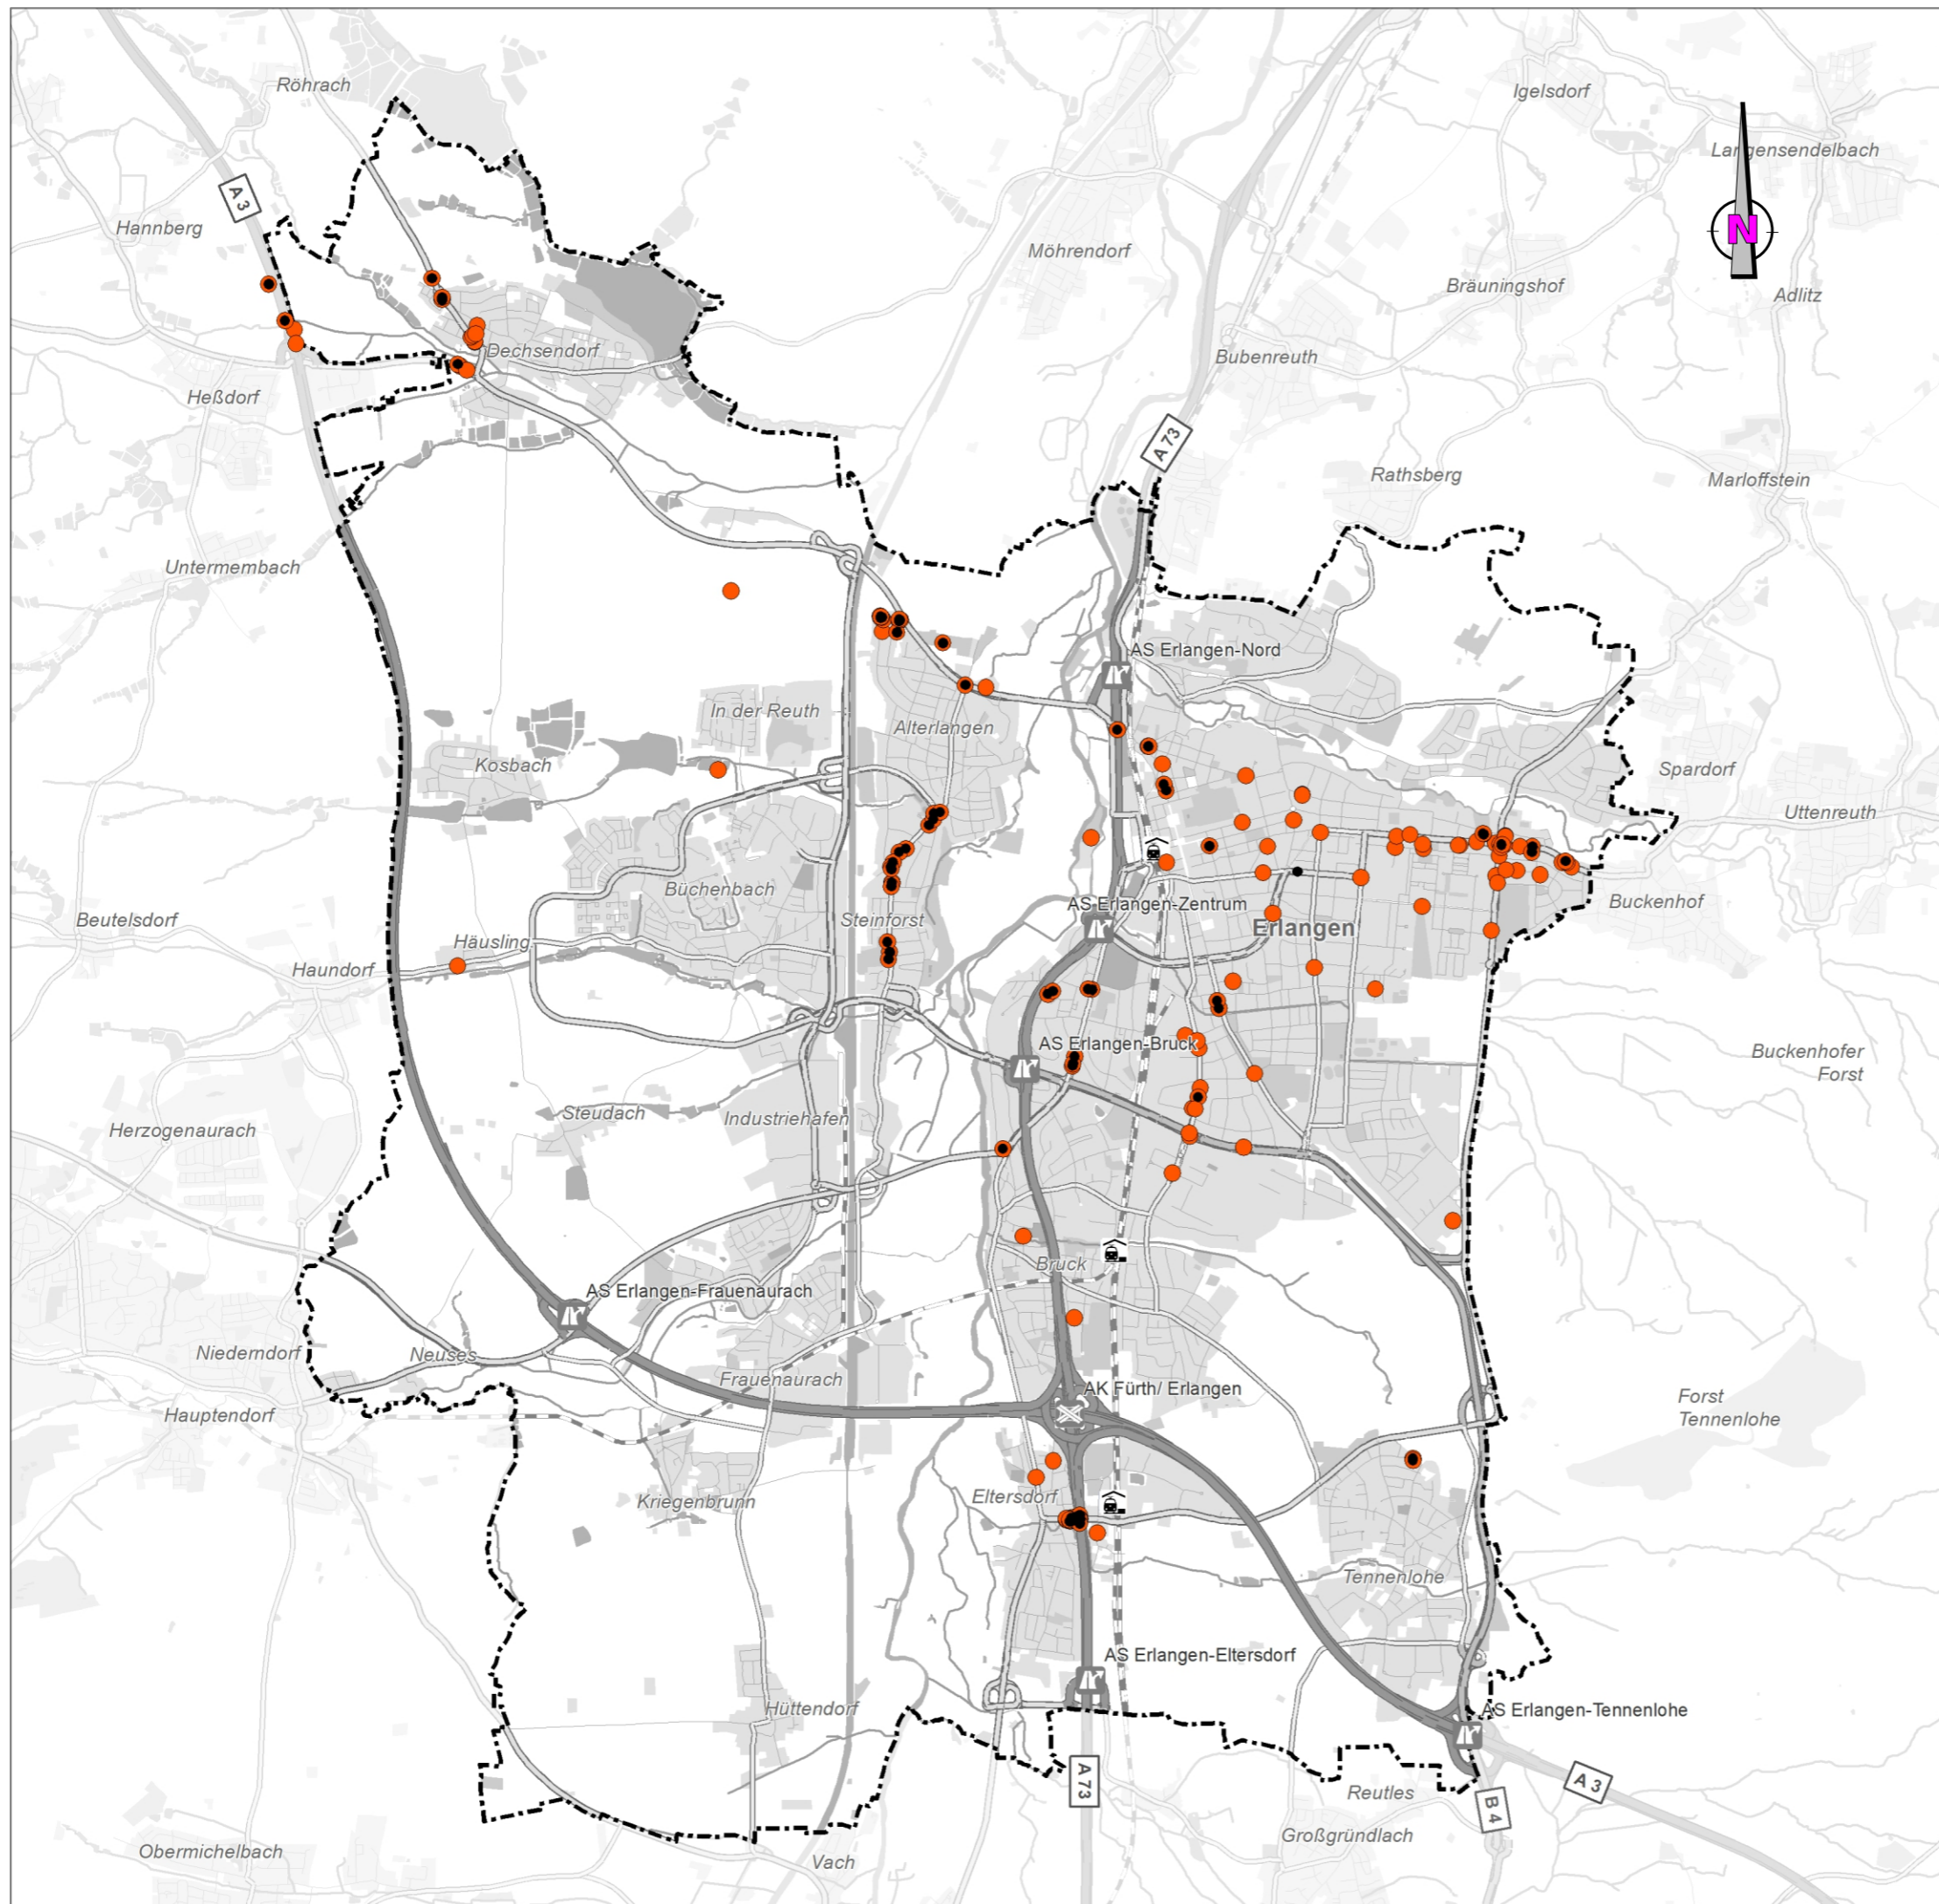 Röhrach
Igelsdorf
Langensendelbach
A 3
Hannberg
N
Möhrendorf
Bräuningshof
Adlitz
Dechsendorf
Bubenreuth
Heßdorf
A 73
Rathsberg
Marloffstein
Untermembach
AS Erlangen-Nord
In der Reuth
Alterlangen
Kosbach
Spardorf
Uttenreuth
Büchenbach
Steinforst
AS Erlangen-Zentrum
Buckenhof
Beutelsdorf
Erlangen
Häusling
Haundorf
AS Erlangen-Bruck
Buckenhofer
Forst
Steudach
Industriehafen
Herzogenaurach
Bruck
AS Erlangen-Frauenaurach
Niederndorf
Neuses
Frauenaurach
AK Fürth/ Erlangen
Hauptendorf
Forst
Tennenlohe
Kriegenbrunn
Eltersdorf
Tennenlohe
AS Erlangen-Eltersdorf
Hüttendorf
AS Erlangen-Tennenlohe
A 73
A 3
Reutles
B 4
Großgründlach
Obermichelbach
Vach